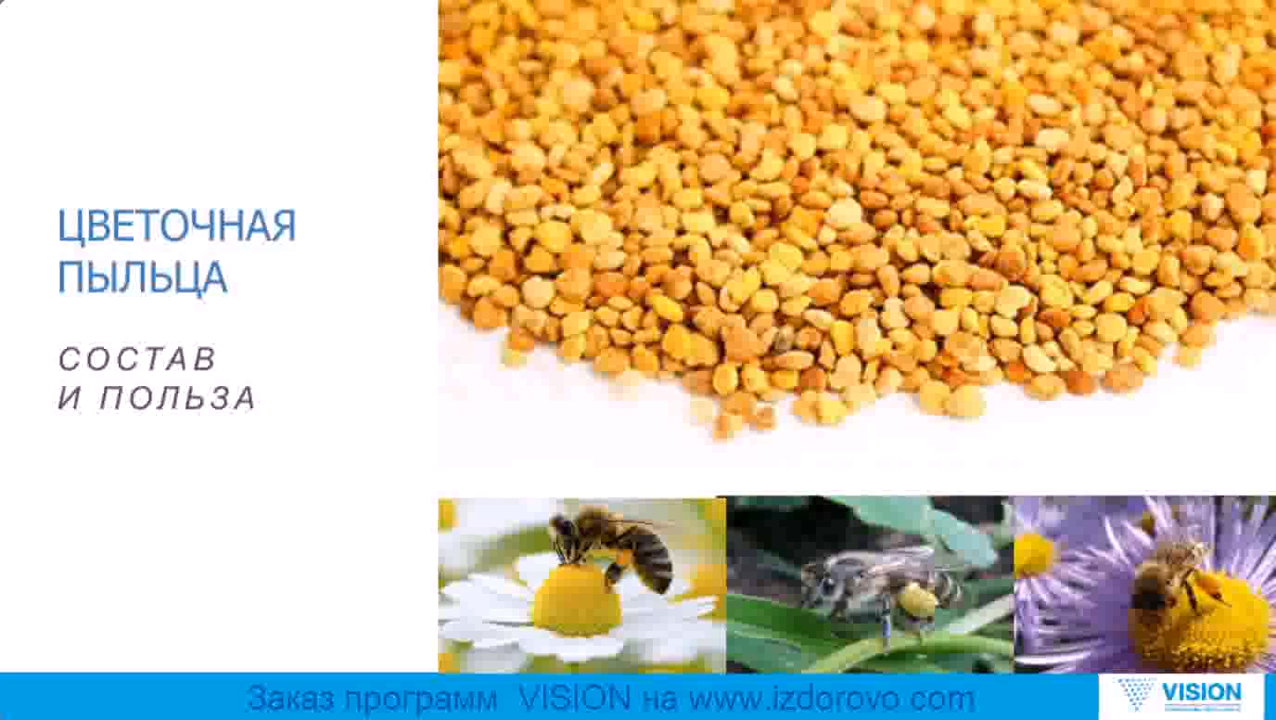 ЦВЕТОЧНАЯ
ПЫЛЬЦА
СОСТАВ
И ПОЛЬЗА
Заказ программ VISION на www.izdorovo.com
VISION